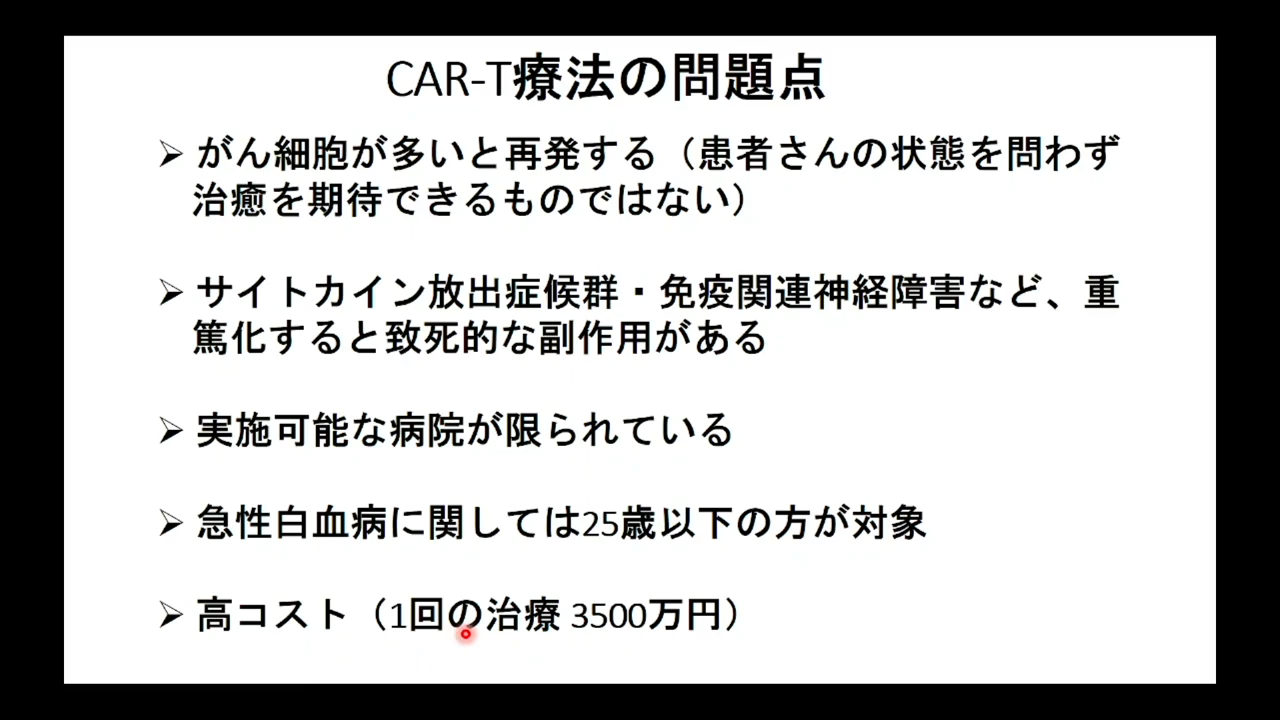 CAR-T療法の問題点
➢ がん細胞が多いと再発する（患者さんの状態を問わず
治癒を期待できるものではない）
➢ サイトカイン放出症候群・免疫関連神経障害など、重
篤化すると致死的な副作用がある
➢ 実施可能な病院が限られている
➢ 急性白血病に関しては25歳以下の方が対象
➢ 高コスト（1回の治療 3500万円）